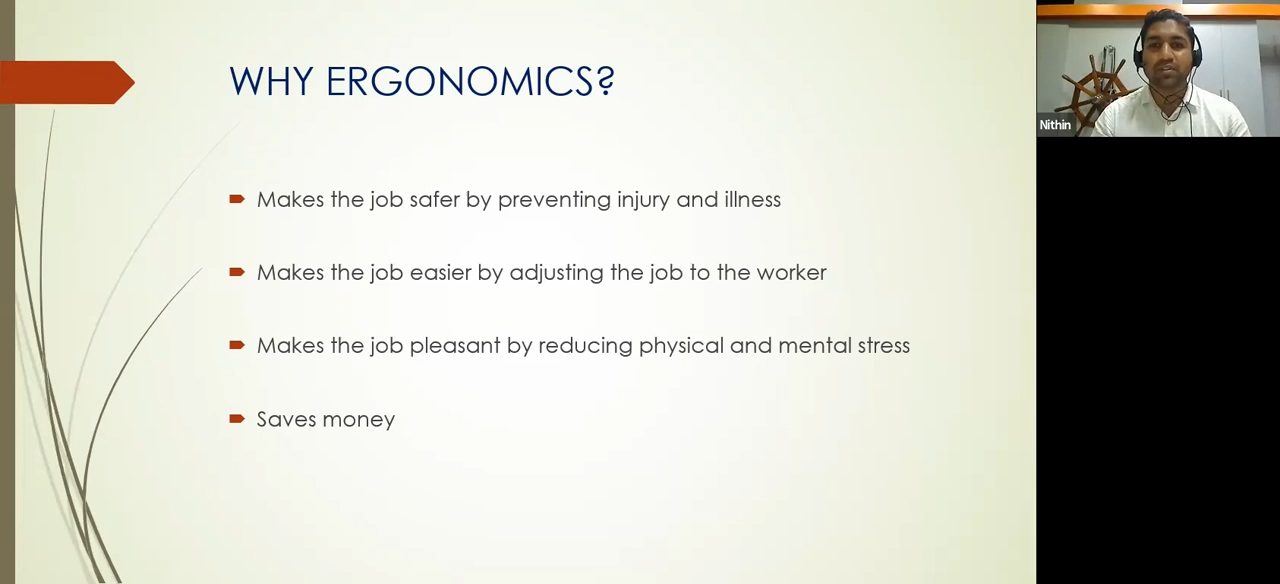 WHY ERGONOMICS?
Makes the job safer by preventing injury and illness
Makes the job easier by adjusting the job to the worker
Makes the job pleasant by reducing physical and mental stress
Saves money
Nithin